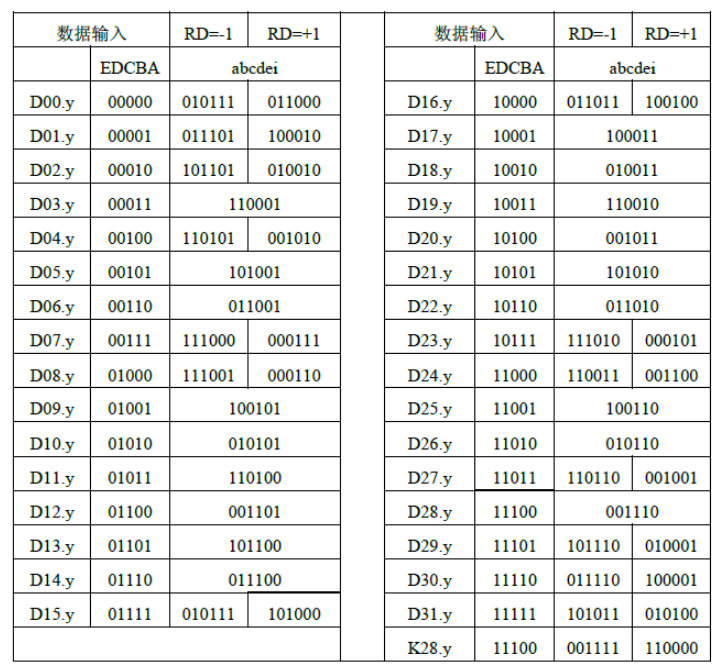 数据输入 RD=-1 RD=+1 数据输入 RD=-1 RD=+1
EDCBA abcdei EDCBA abcdei
D00.y 00000 010111 011000 D16.y 10000 011011 100100
D01.y 00001 011101 100010 D17.y 10001 100011
D02.y 00010 101101 010010 D18.y 10010 010011
D03.y 00011 110001 D19.y 10011 110010
D04.y 00100 110101 001010 D20.y 10100 001011
D05.y 00101 101001 D21.y 10101 101010
D06.y 00110 011001 D22.y 10110 011010
D07.y 00111 111000 000111 D23.y 10111 111010 000101
D08.y 01000 111001 000110 D24.y 11000 110011 001100
D09.y 01001 100101 D25.y 11001 100110
D10.y 01010 010101 D26.y 11010 010110
D11.y 01011 110100 D27.y 11011 110110 001001
D12.y 01100 001101 D28.y 11100 001110
D13.y 01101 101100 D29.y 11101 101110 010001
D14.y 01110 011100 D30.y 11110 011110 100001
D15.y 01111 010111 101000 D31.y 11111 101011 010100
K28.y 11100 001111 110000